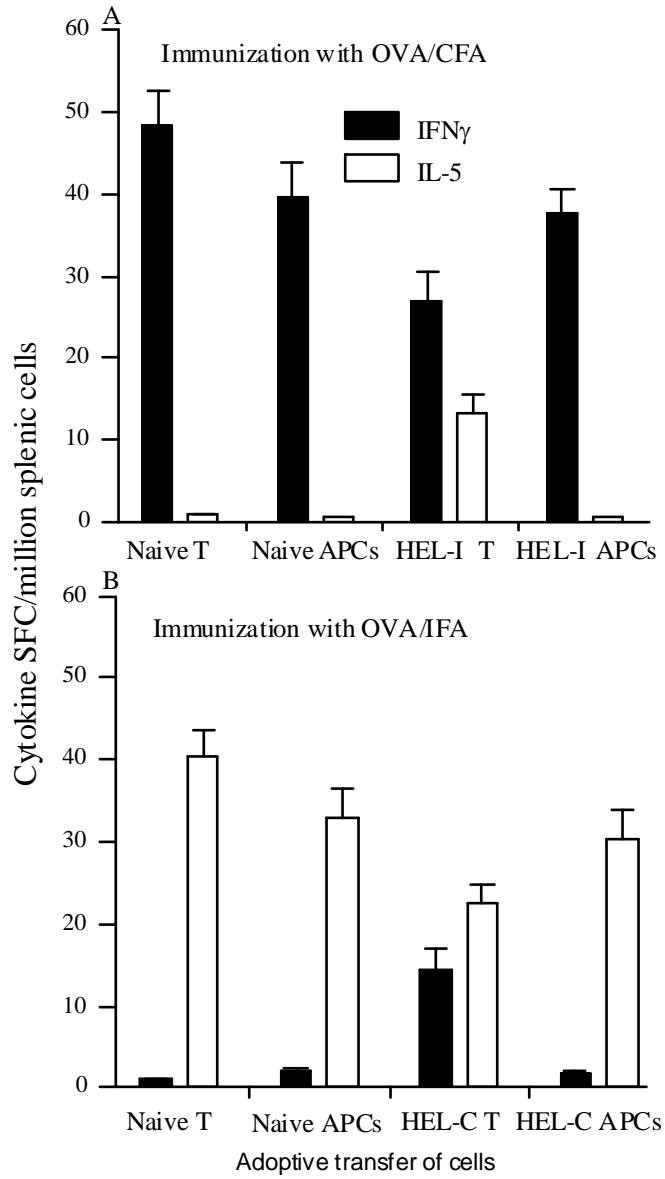 A
60
Immunization with OVA/CFA
50
IFNγ
IL-5
40
30
20
10
0
Naive T
Naive APCs
HEL-I T
HEL-I APCs
Cytokine SFC/million splenic cells
B
60
Immunization with OVA/IFA
50
40
30
20
10
0
Naive T
Naive APCs
HEL-C T
HEL-C APCs
Adoptive transfer of cells